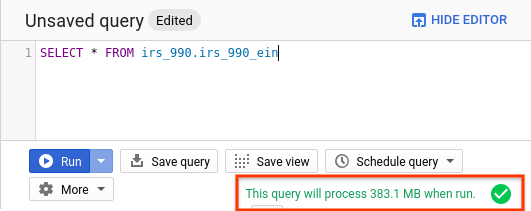 Unsaved query Edited HIDE EDITOR
1 SELECT * FROM irs_990.irs_990_ein
Run Save query Save view Schedule query
More This query will process 383.1 MB when run.